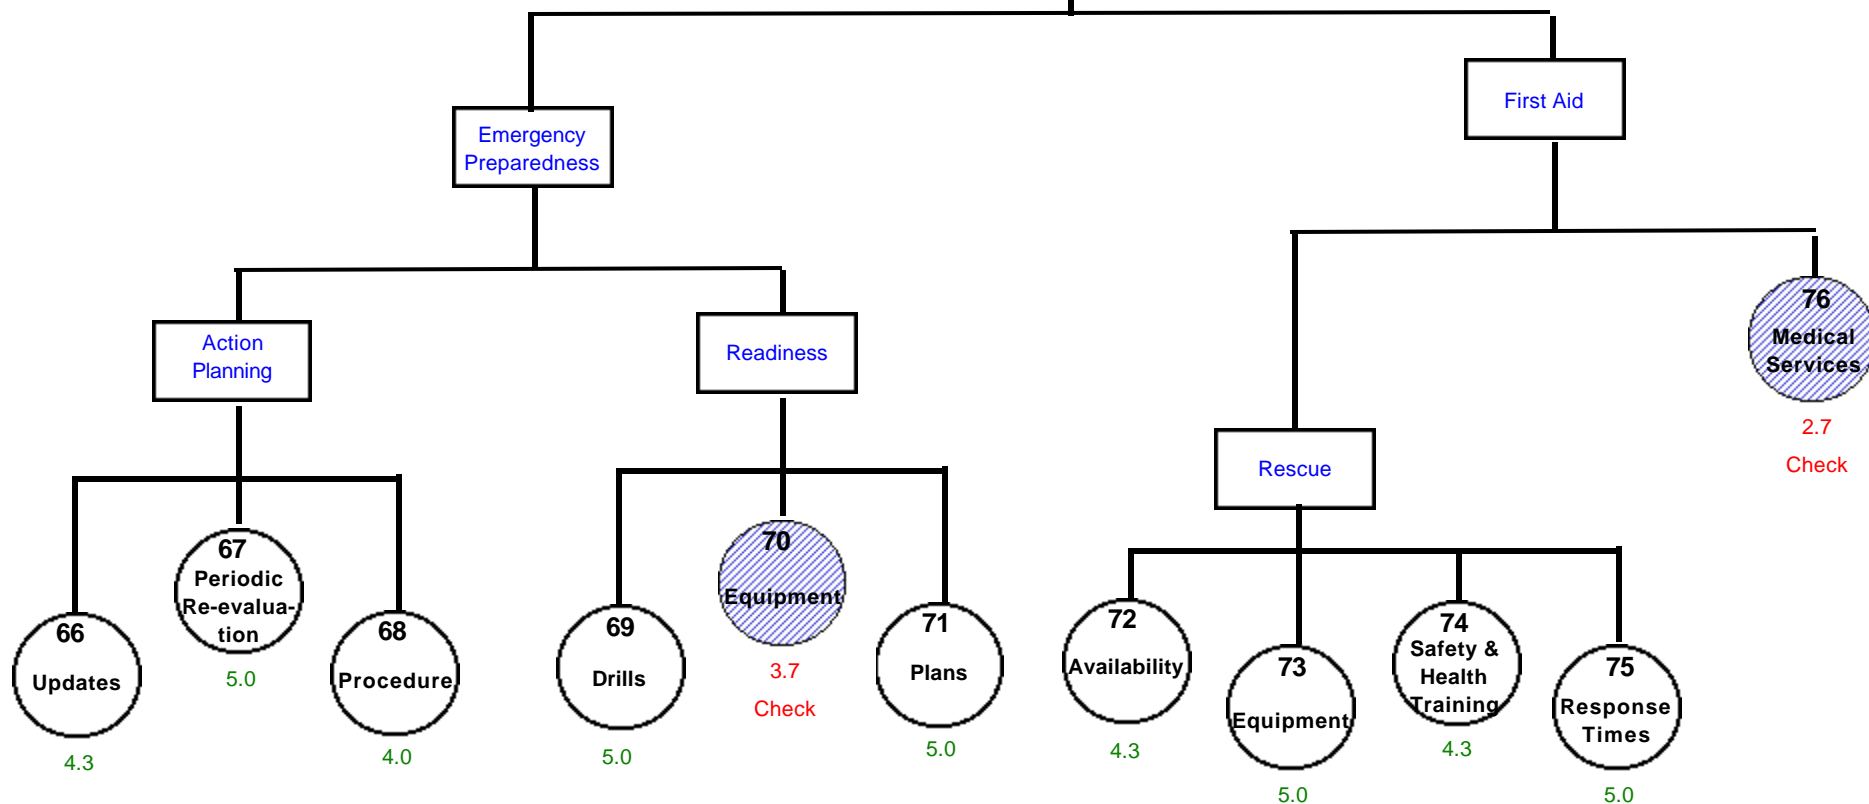 First Aid
Emergency
Preparedness
Action
Planning
Readiness
Rescue
76
Medical
Services
2.7
Check
66
Updates
4.3
67
Periodic
Re-evalua-
tion
5.0
68
Procedure
4.0
69
Drills
5.0
70
Equipment
3.7
Check
71
Plans
5.0
72
Availability
4.3
73
Equipment
5.0
74
Safety &
Health
Training
4.3
75
Response
Times
5.0